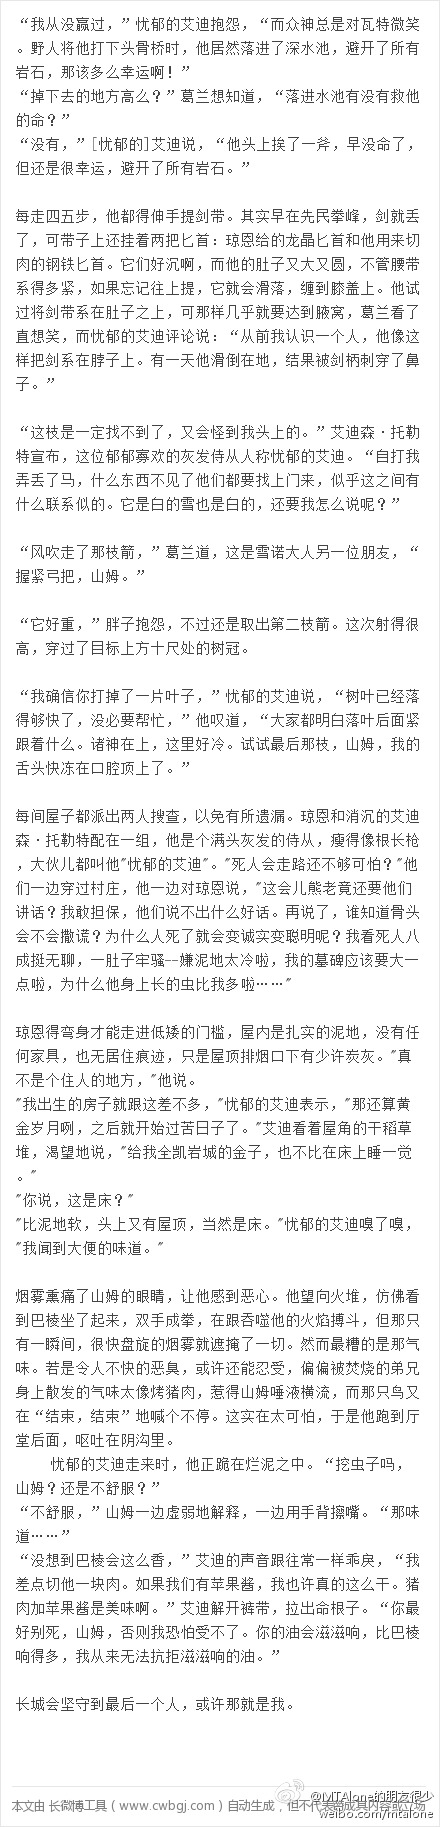 “我从没赢过，”忧郁的艾迪抱怨，“而众神总是对瓦特微笑
。野人将他打下头骨桥时，他居然落进了深水池，避开了所有
岩石，那该多么幸运啊！”
“掉下去的地方高么？”葛兰想知道，“落进水池有没有救他
的命？”
“没有，”[忧郁的]艾迪说，“他头上挨了一斧，早没命了，
但还是很幸运，避开了所有岩石。”
每走四五步，他都得伸手提剑带。其实早在先民拳峰，剑就丢
了，可带子上还挂着两把匕首：琼恩给的龙晶匕首和他用来切
肉的钢铁匕首。它们好沉啊，而他的肚子又大又圆，不管腰带
系得多紧，如果忘记往上提，它就会滑落，缠到膝盖上。他试
过将剑带系在肚子之上，可那样几乎就要达到腋窝，葛兰看了
直想笑，而忧郁的艾迪评论说：“从前我认识一个人，他像这
样把剑系在脖子上。有一天他滑倒在地，结果被剑柄刺穿了鼻
子。”
“这枝是一定找不到了，又会怪到我头上的。”艾迪森·托勒
特宣布，这位郁郁寡欢的灰发侍从人称忧郁的艾迪。“自打我
弄丢了马，什么东西不见了他们都要找上门来，似乎这之间有
什么联系似的。它是白的雪也是白的，还要我怎么说呢？”
“风吹走了那枝箭，”葛兰道，这是雪诺大人另一位朋友，“
握紧弓把，山姆。”
“它好重，”胖子抱怨，不过还是取出第二枝箭。这次射得很
高，穿过了目标上方十尺处的树冠。
“我确信你打掉了一片叶子，”忧郁的艾迪说，“树叶已经落
得够快了，没必要帮忙，”他叹道，“大家都明白落叶后面紧
跟着什么。诸神在上，这里好冷。试试最后那枝，山姆，我的
舌头快冻在口腔顶上了。”
每间屋子都派出两人搜查，以免有所遗漏。琼恩和消沉的艾迪
森·托勒特配在一组，他是个满头灰发的侍从，瘦得像根长枪
，大伙儿都叫他"忧郁的艾迪"。"死人会走路还不够可怕？"他
们一边穿过村庄，他一边对琼恩说，"这会儿熊老竟还要他们
讲话？我敢担保，他们说不出什么好话。再说了，谁知道骨头
会不会撒谎？为什么人死了就会变诚实变聪明呢？我看死人八
成挺无聊，一肚子牢骚--嫌泥地太冷啦，我的墓碑应该要大一
点啦，为什么他身上长的虫比我多啦……"
琼恩得弯身才能走进低矮的门槛，屋内是扎实的泥地，没有任
何家具，也无居住痕迹，只是屋顶排烟口下有少许炭灰。"真
不是个住人的地方，"他说。
"我出生的房子就跟这差不多，"忧郁的艾迪表示，"那还算黄
金岁月咧，之后就开始过苦日子了。"艾迪看着屋角的干稻草
堆，渴望地说，"给我全凯岩城的金子，也不比在床上睡一觉
。"
"你说，这是床？"
"比泥地软，头上又有屋顶，当然是床。"忧郁的艾迪嗅了嗅，
"我闻到大便的味道。"
烟雾熏痛了山姆的眼睛，让他感到恶心。他望向火堆，仿佛看
到巴棱坐了起来，双手成拳，在跟吞噬他的火焰搏斗，但那只
有一瞬间，很快盘旋的烟雾就遮掩了一切。然而最糟的是那气
味。若是令人不快的恶臭，或许还能忍受，偏偏被焚烧的弟兄
身上散发的气味太像烤猪肉，惹得山姆唾液横流，而那只鸟又
在“结束，结束”地喊个不停。这实在太可怕，于是他跑到厅
堂后面，呕吐在阴沟里。
忧郁的艾迪走来时，他正跪在烂泥之中。“挖虫子吗，
山姆？还是不舒服？”
“不舒服，”山姆一边虚弱地解释，一边用手背擦嘴。“那味
道……”
“没想到巴棱会这么香，”艾迪的声音跟往常一样乖戾，“我
差点切他一块肉。如果我们有苹果酱，我也许真的这么干。猪
肉加苹果酱是美味啊。”艾迪解开裤带，拉出命根子。“你最
好别死，山姆，否则我恐怕受不了。你的油会滋滋响，比巴棱
响得多，我从来无法抗拒滋滋响的油。”
长城会坚守到最后一个人，或许那就是我。
本文由 长微博工具（www.cwbgj.com）自动生成，但不代表赞成其内容或立场
@MTAlone的朋友很少
weibo.com/mtalone